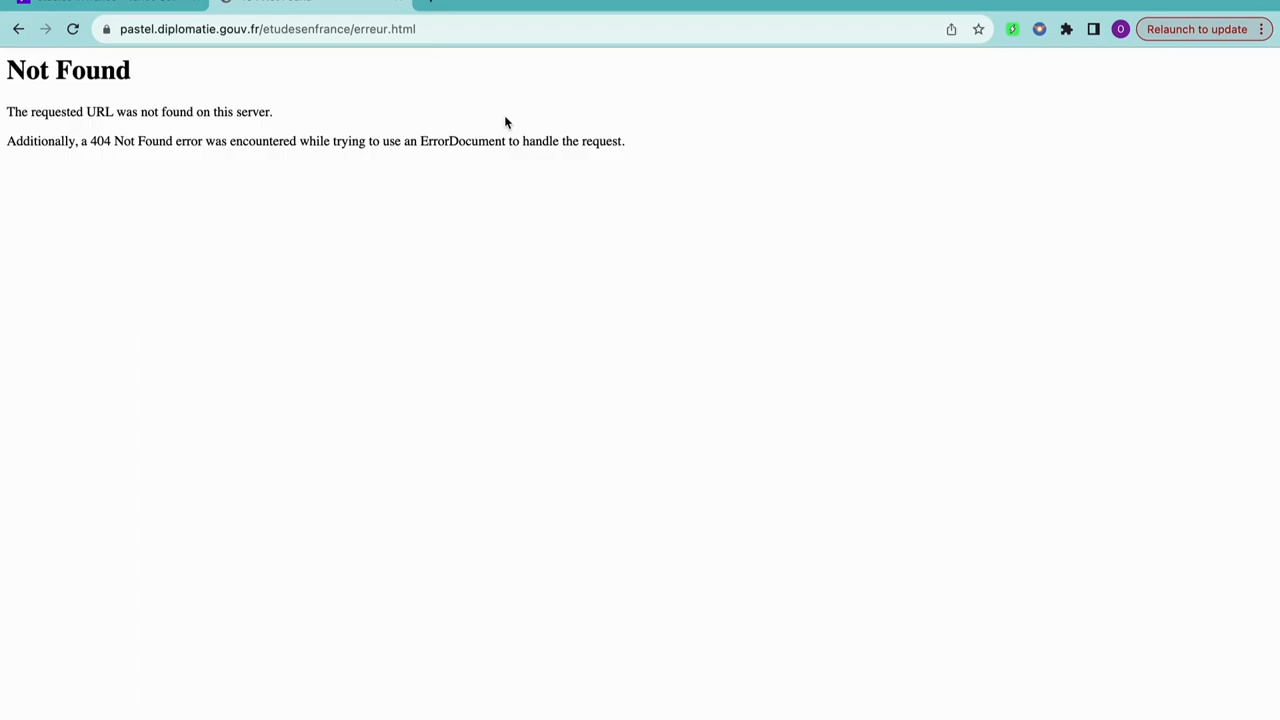 pastel.diplomatie.gouv.fr/etudesenfrance/erreur.html
O
Relaunch to update
Not Found
The requested URL was not found on this server.
Additionally, a 404 Not Found error was encountered while trying to use an ErrorDocument to handle the request.